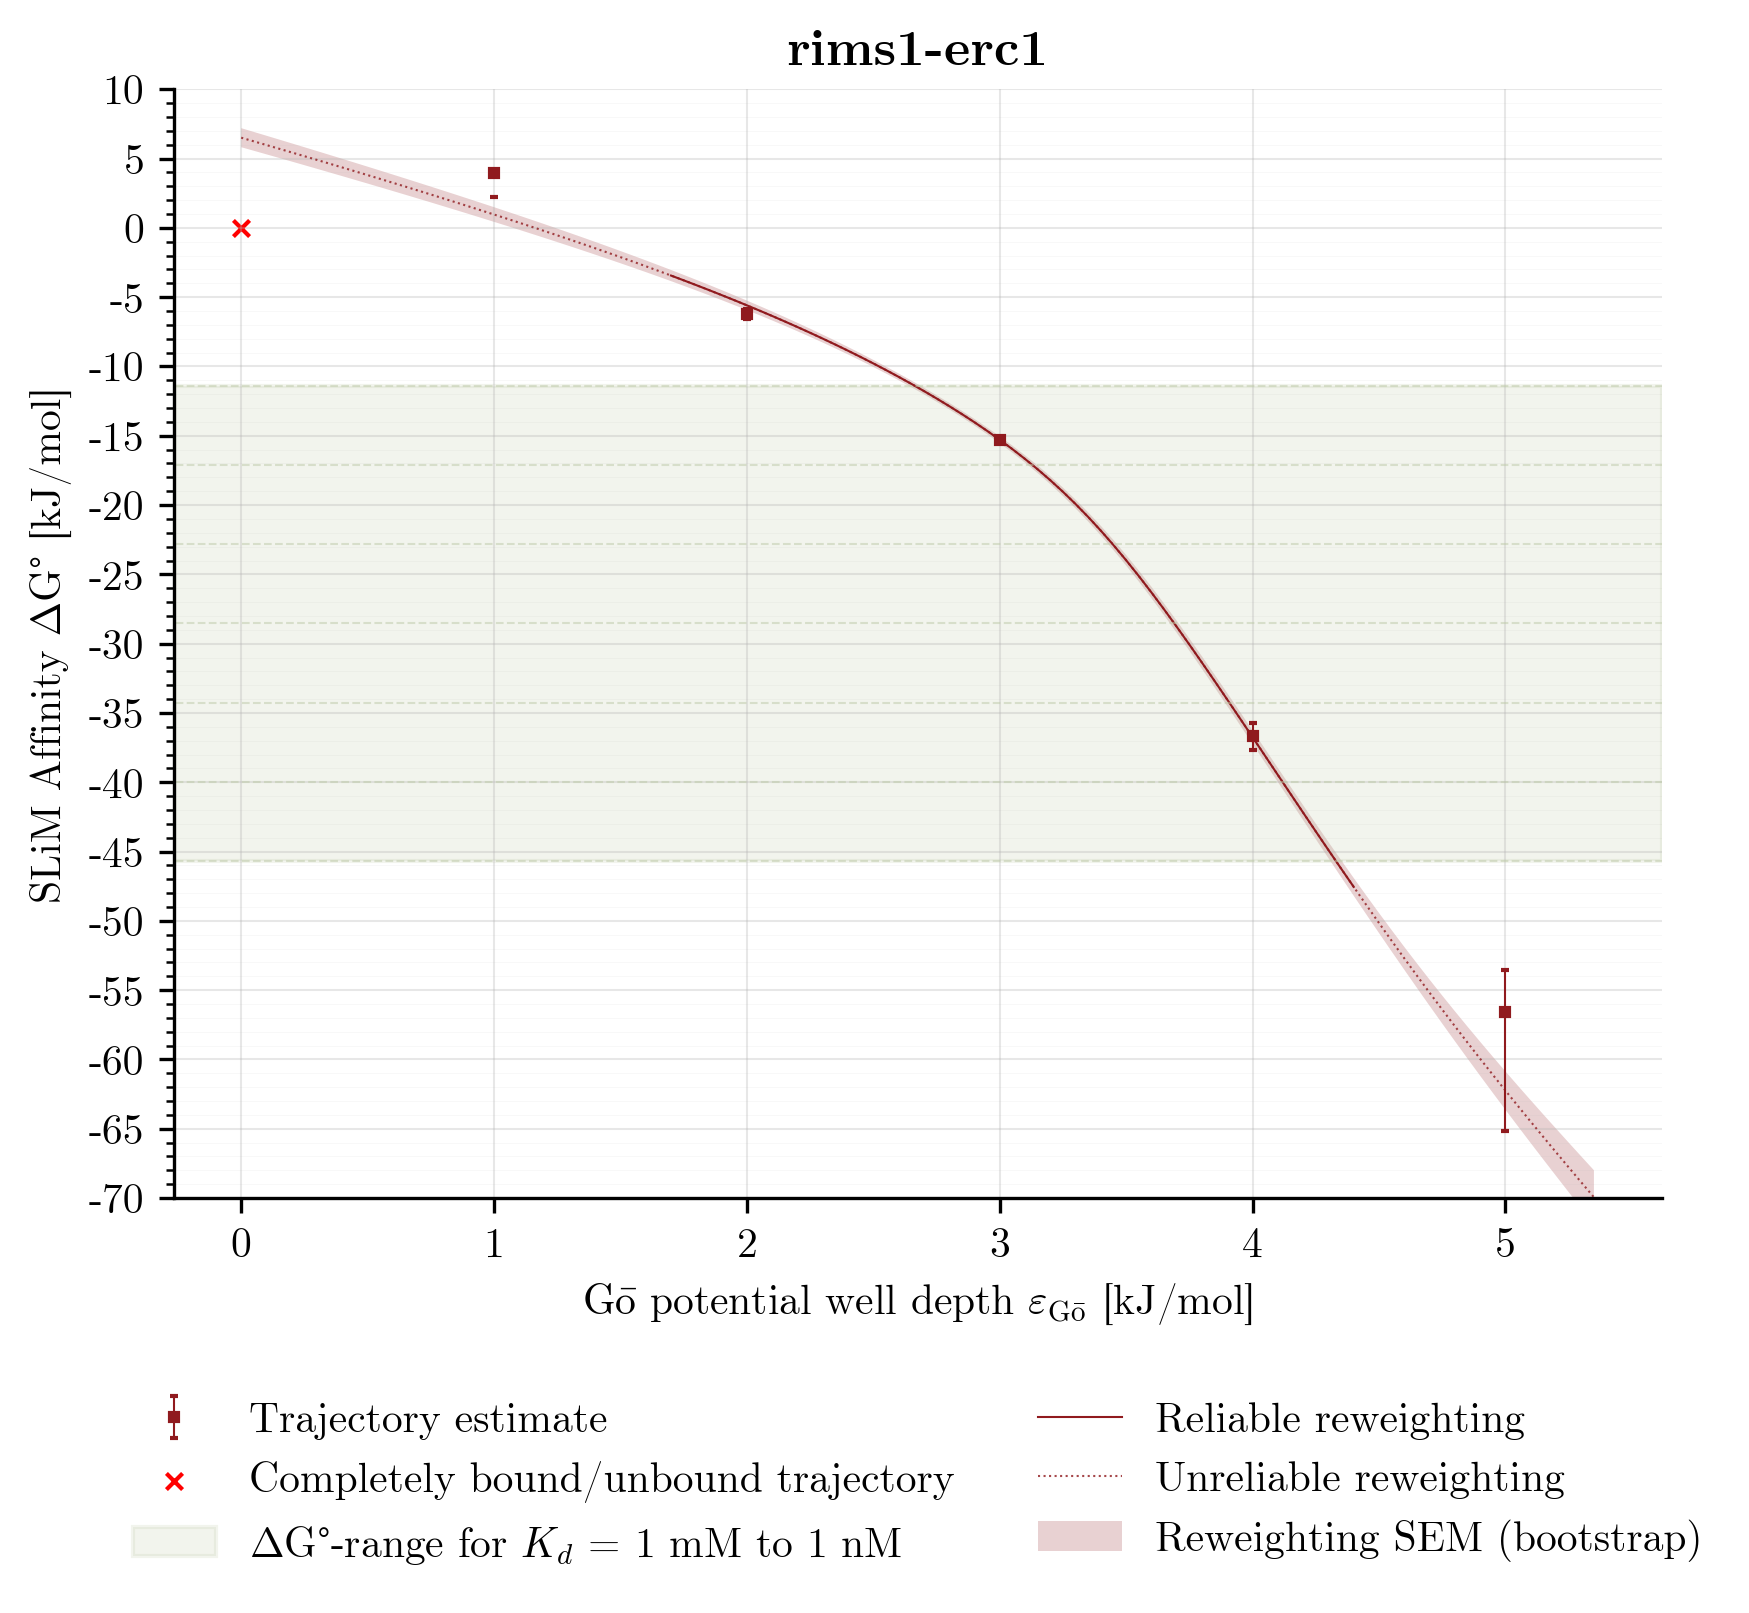 rims1-erc1
10
5
0
-5
-10
-15
-20
-25
-30
-35
-40
-45
-50
-55
-60
-65
-70
SLiM Affinity ΔG° [kJ/mol]
0 1 2 3 4 5
Gō potential well depth εGō [kJ/mol]
Trajectory estimate
Completely bound/unbound trajectory
ΔG°-range for Kd = 1 mM to 1 nM
Reliable reweighting
Unreliable reweighting
Reweighting SEM (bootstrap)